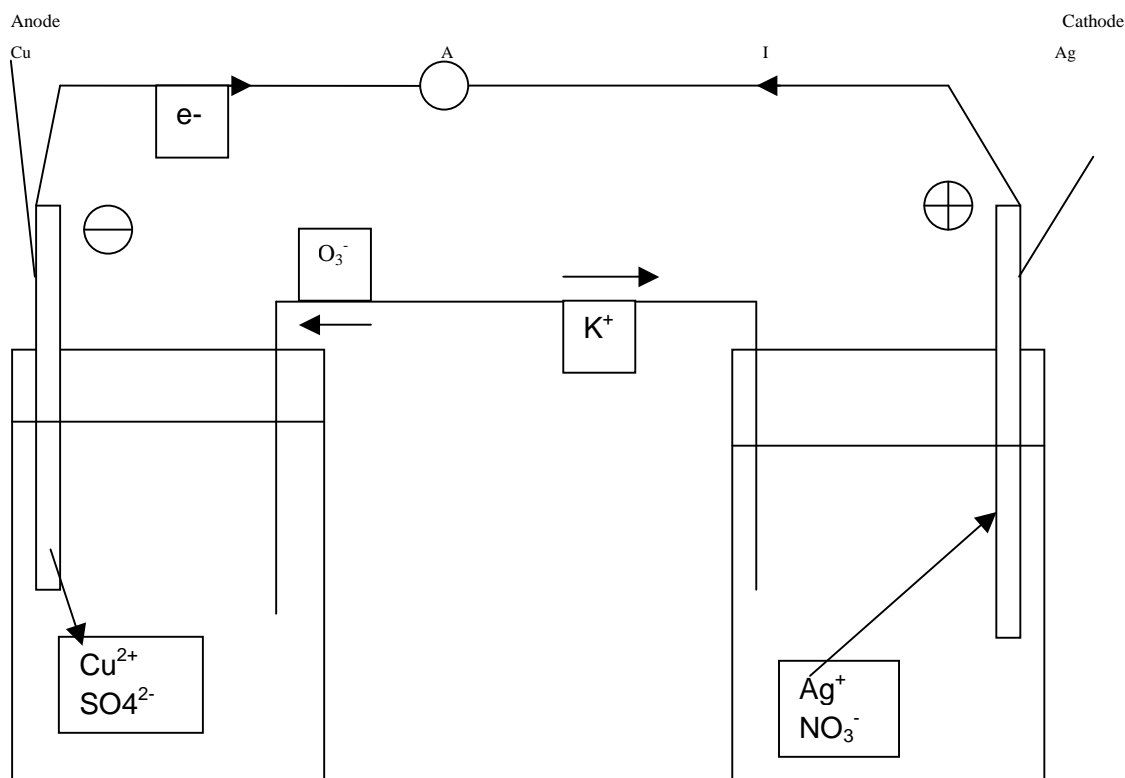 Anode
Cathode
Cu
A
I
Ag
e-
O₃⁻
K⁺
Cu²⁺
SO4²⁻
Ag⁺
NO₃⁻